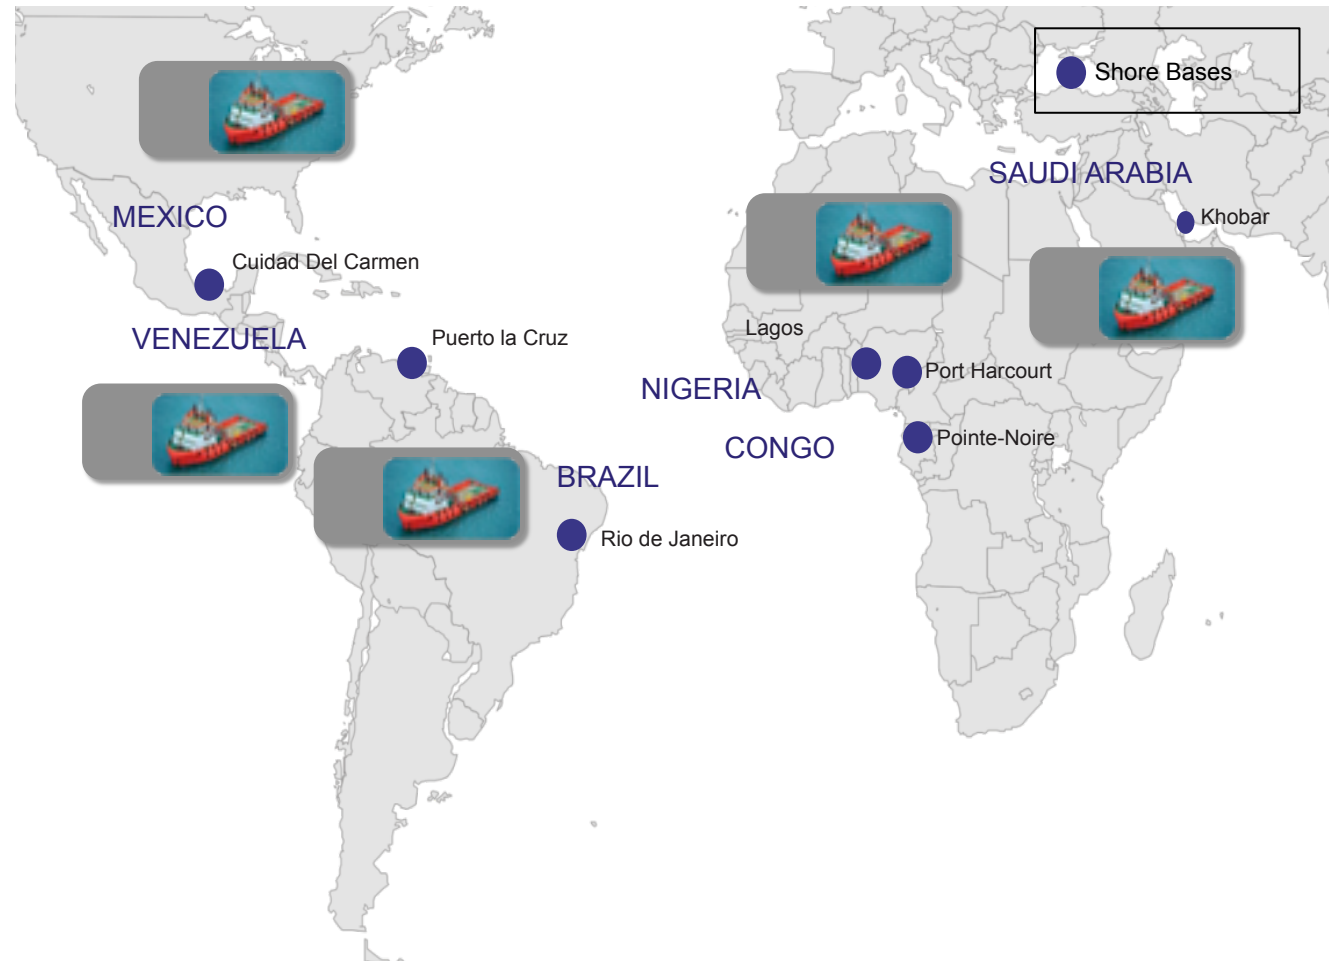 Shore Bases
SAUDI ARABIA
Khobar
MEXICO
Cuidad Del Carmen
VENEZUELA
Puerto la Cruz
Lagos
NIGERIA
Port Harcourt
CONGO
Pointe-Noire
BRAZIL
Rio de Janeiro